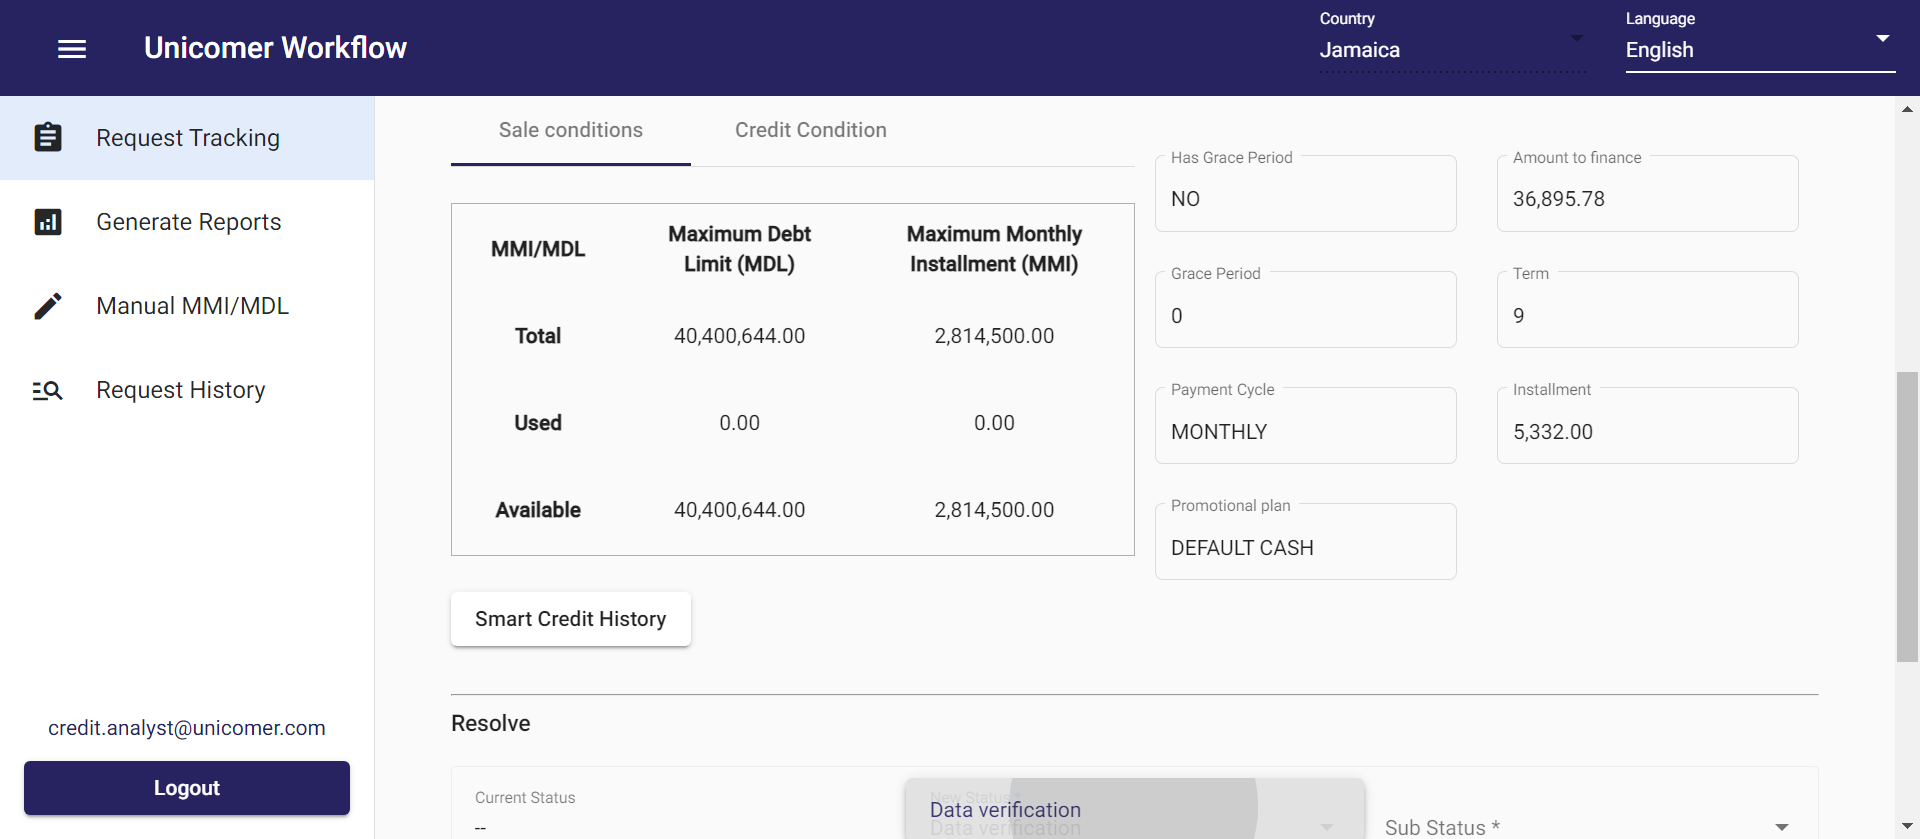 Unicomer Workflow
Country
Jamaica
Language
English
Request Tracking
Generate Reports
Manual MMI/MDL
Request History
credit.analyst@unicomer.com
Logout
Sale conditions
Credit Condition
MMI/MDL
Maximum Debt
Limit (MDL)
Maximum Monthly
Installment (MMI)
Total
40,400,644.00
2,814,500.00
Used
0.00
0.00
Available
40,400,644.00
2,814,500.00
Smart Credit History
Has Grace Period
NO
Amount to finance
36,895.78
Grace Period
0
Term
9
Payment Cycle
MONTHLY
Installment
5,332.00
Promotional plan
DEFAULT CASH
Resolve
Current Status
--
New Status *
Data verification
Data verification
Sub Status *